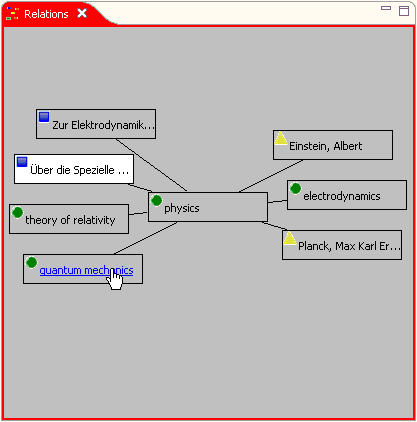 Relations
Zur Elektrodynamik...
Einstein, Albert
Über die Spezielle ...
electrodynamics
physics
theory of relativity
Planck, Max Karl Er...
quantum mechanics